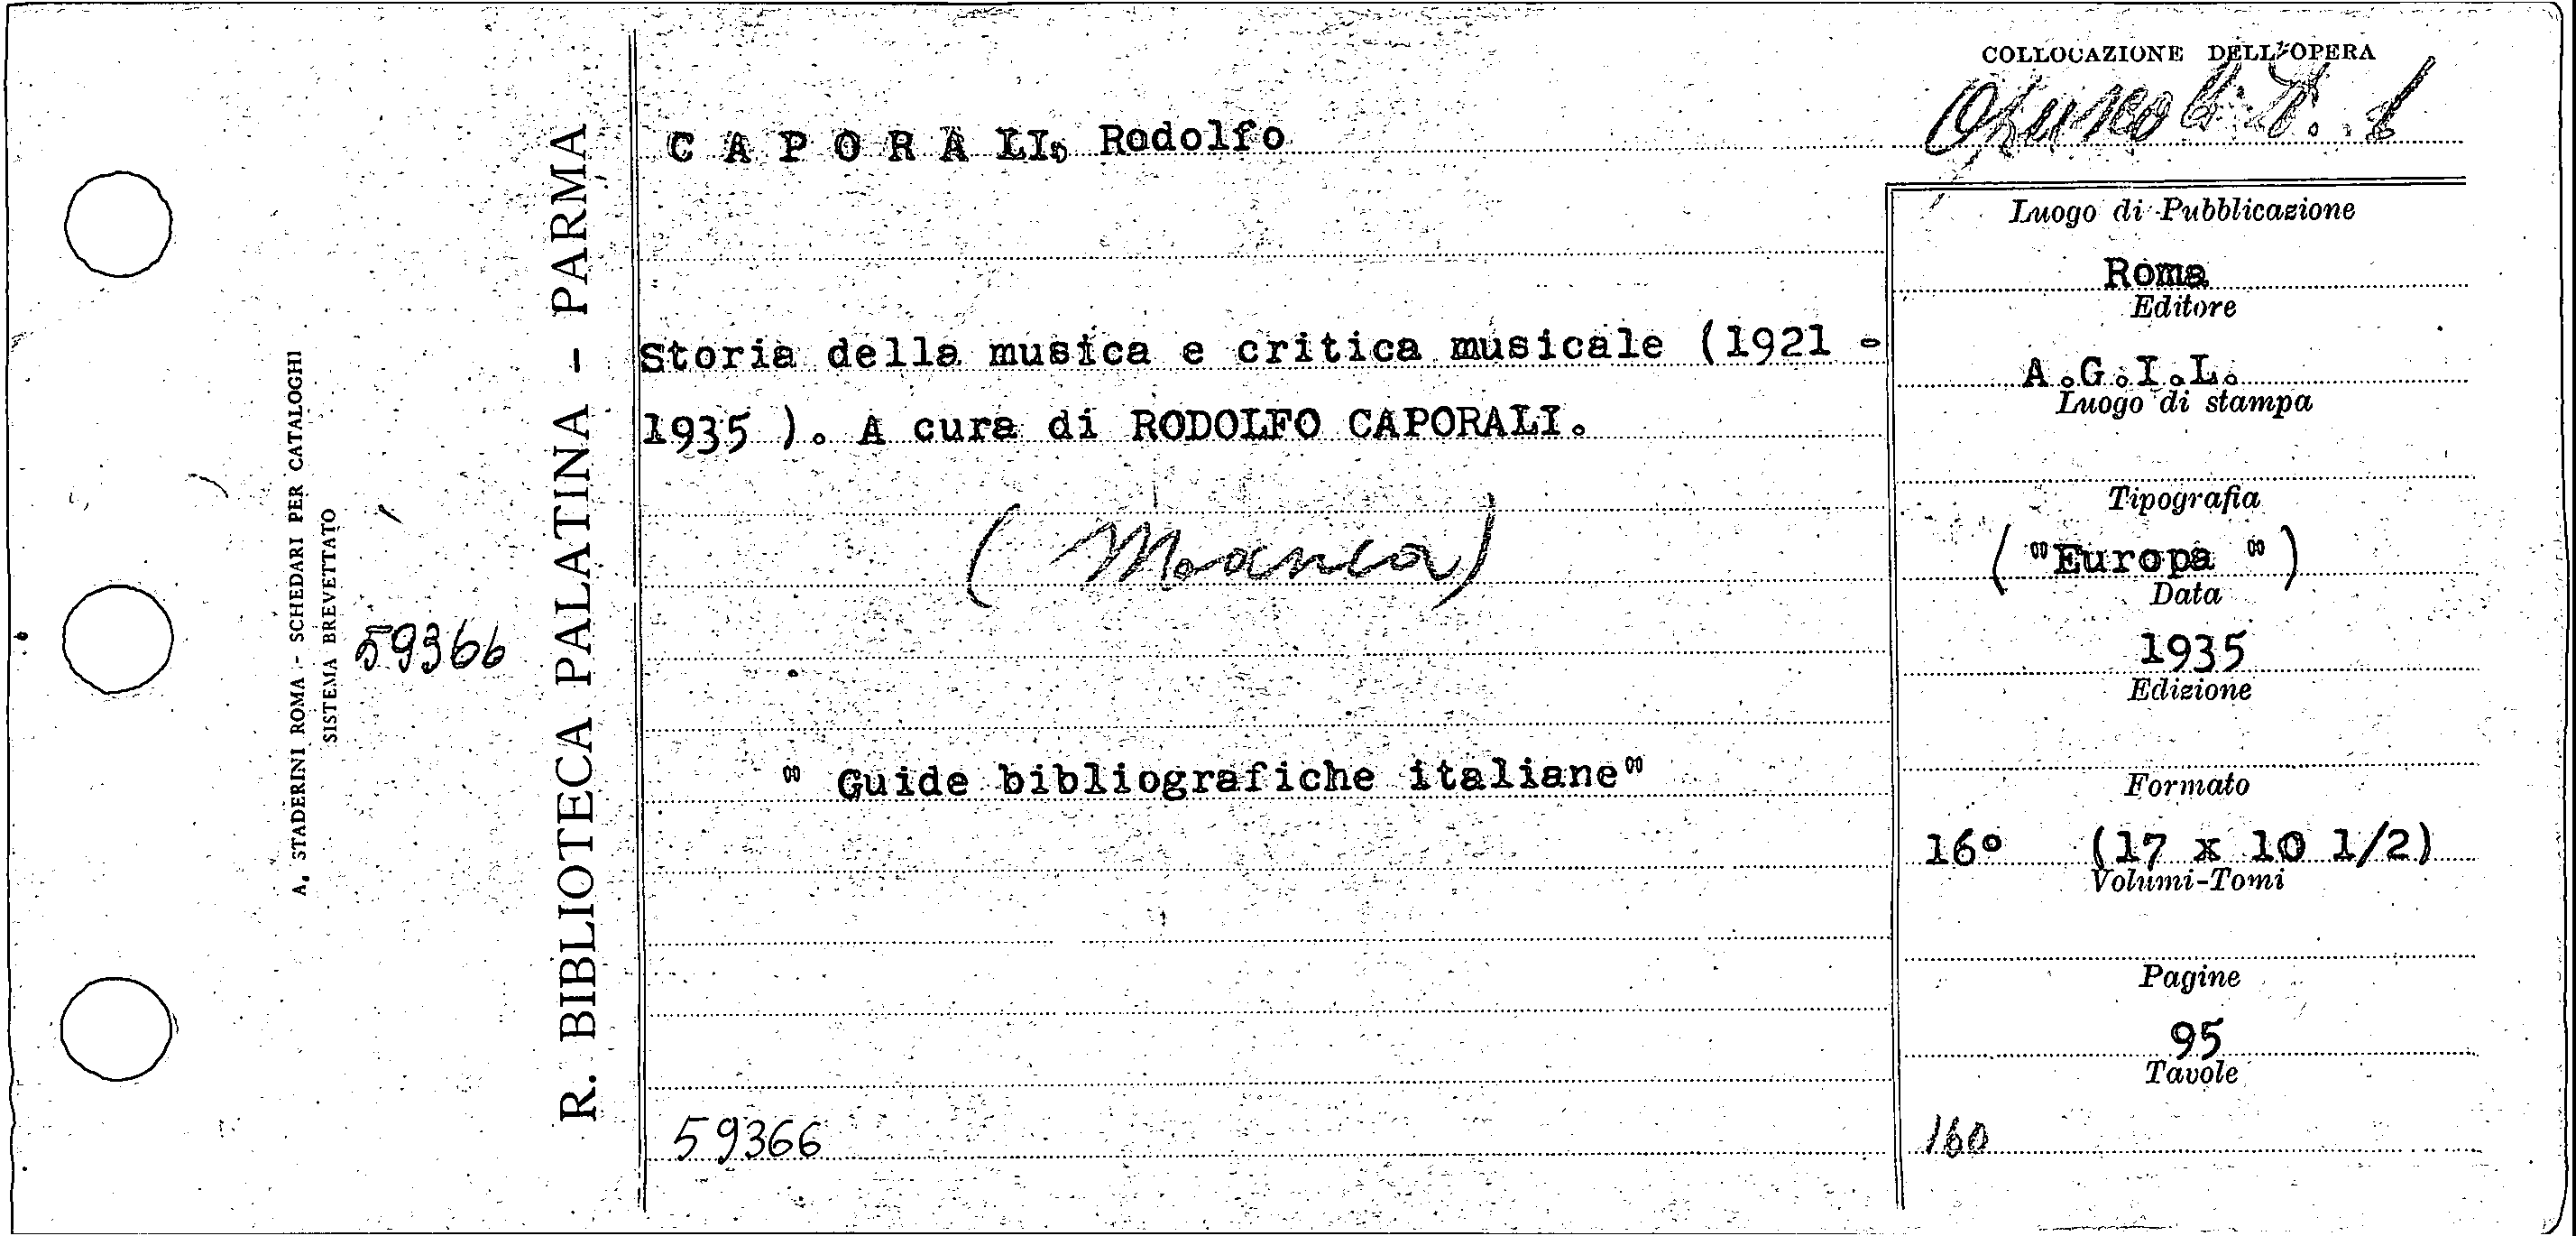 COLLOCAZIONE DELL'OPERA
C A P O R A LI, Rodolfo
Storia della musica e critica musicale (1921 -
1935 ). A cura di RODOLFO CAPORALI.
(Manca)
" Guide bibliografiche italiane"
59366
Luogo di Pubblicazione
Roma
Editore
A.G.I.L.
Luogo di stampa
Tipografia
("Europa ")
Data
1935
Edizione
Formato
16° (17 x 10 1/2)
Volumi-Tomi
Pagine
95
Tavole
160
R. BIBLIOTECA PALATINA - PARMA
A. STADERINI ROMA - SCHEDARI PER CATALOGHI
SISTEMA BREVETTATO
59366